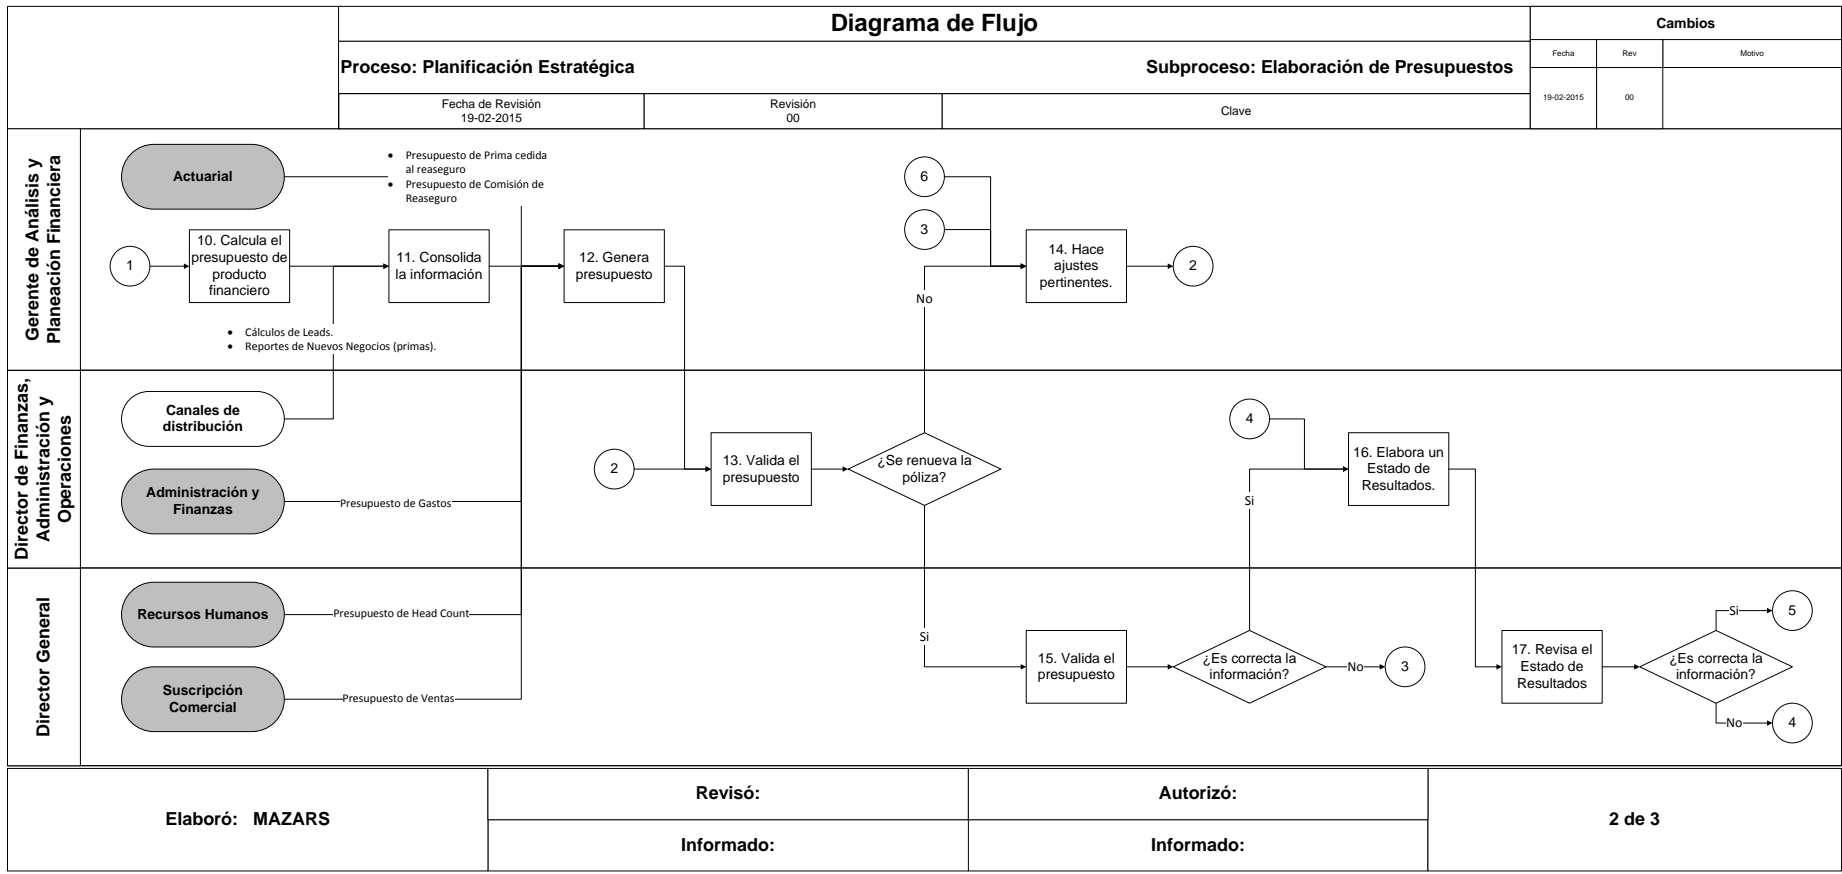 Diagrama de Flujo
Proceso: Planificación Estratégica
Subproceso: Elaboración de Presupuestos
Fecha de Revisión
19-02-2015
Revisión
00
Clave
Cambios
Fecha
Rev
Motivo
19-02-2015
00
Gerente de Análisis y
Planeación Financiera
Actuarial
• Presupuesto de Prima cedida
al reaseguro
• Presupuesto de Comisión de
Reaseguro
1
10. Calcula el
presupuesto de
producto
financiero
11. Consolida
la información
12. Genera
presupuesto
• Cálculos de Leads.
• Reportes de Nuevos Negocios (primas).
6
3
No
14. Hace
ajustes
pertinentes.
2
Director de Finanzas,
Administración y
Operaciones
Canales de
distribución
Administración y
Finanzas
Presupuesto de Gastos
2
13. Valida el
presupuesto
¿Se renueva la
póliza?
4
Si
16. Elabora un
Estado de
Resultados.
Director General
Recursos Humanos
Presupuesto de Head Count
Suscripción
Comercial
Presupuesto de Ventas
Si
15. Valida el
presupuesto
¿Es correcta la
información?
No
3
17. Revisa el
Estado de
Resultados
¿Es correcta la
información?
Si
5
No
4
Elaboró: MAZARS
Revisó:
Autorizó:
Informado:
Informado:
2 de 3